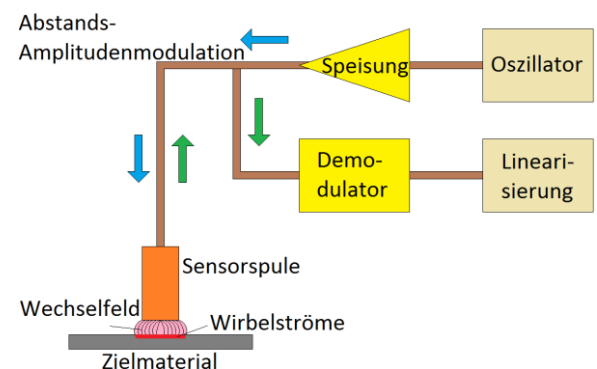 Abstands-
Amplitudenmodulation
Speisung
Oszillator
Demo-
dulator
Lineari-
sierung
Sensorspule
Wechselfeld
Wirbelströme
Zielmaterial